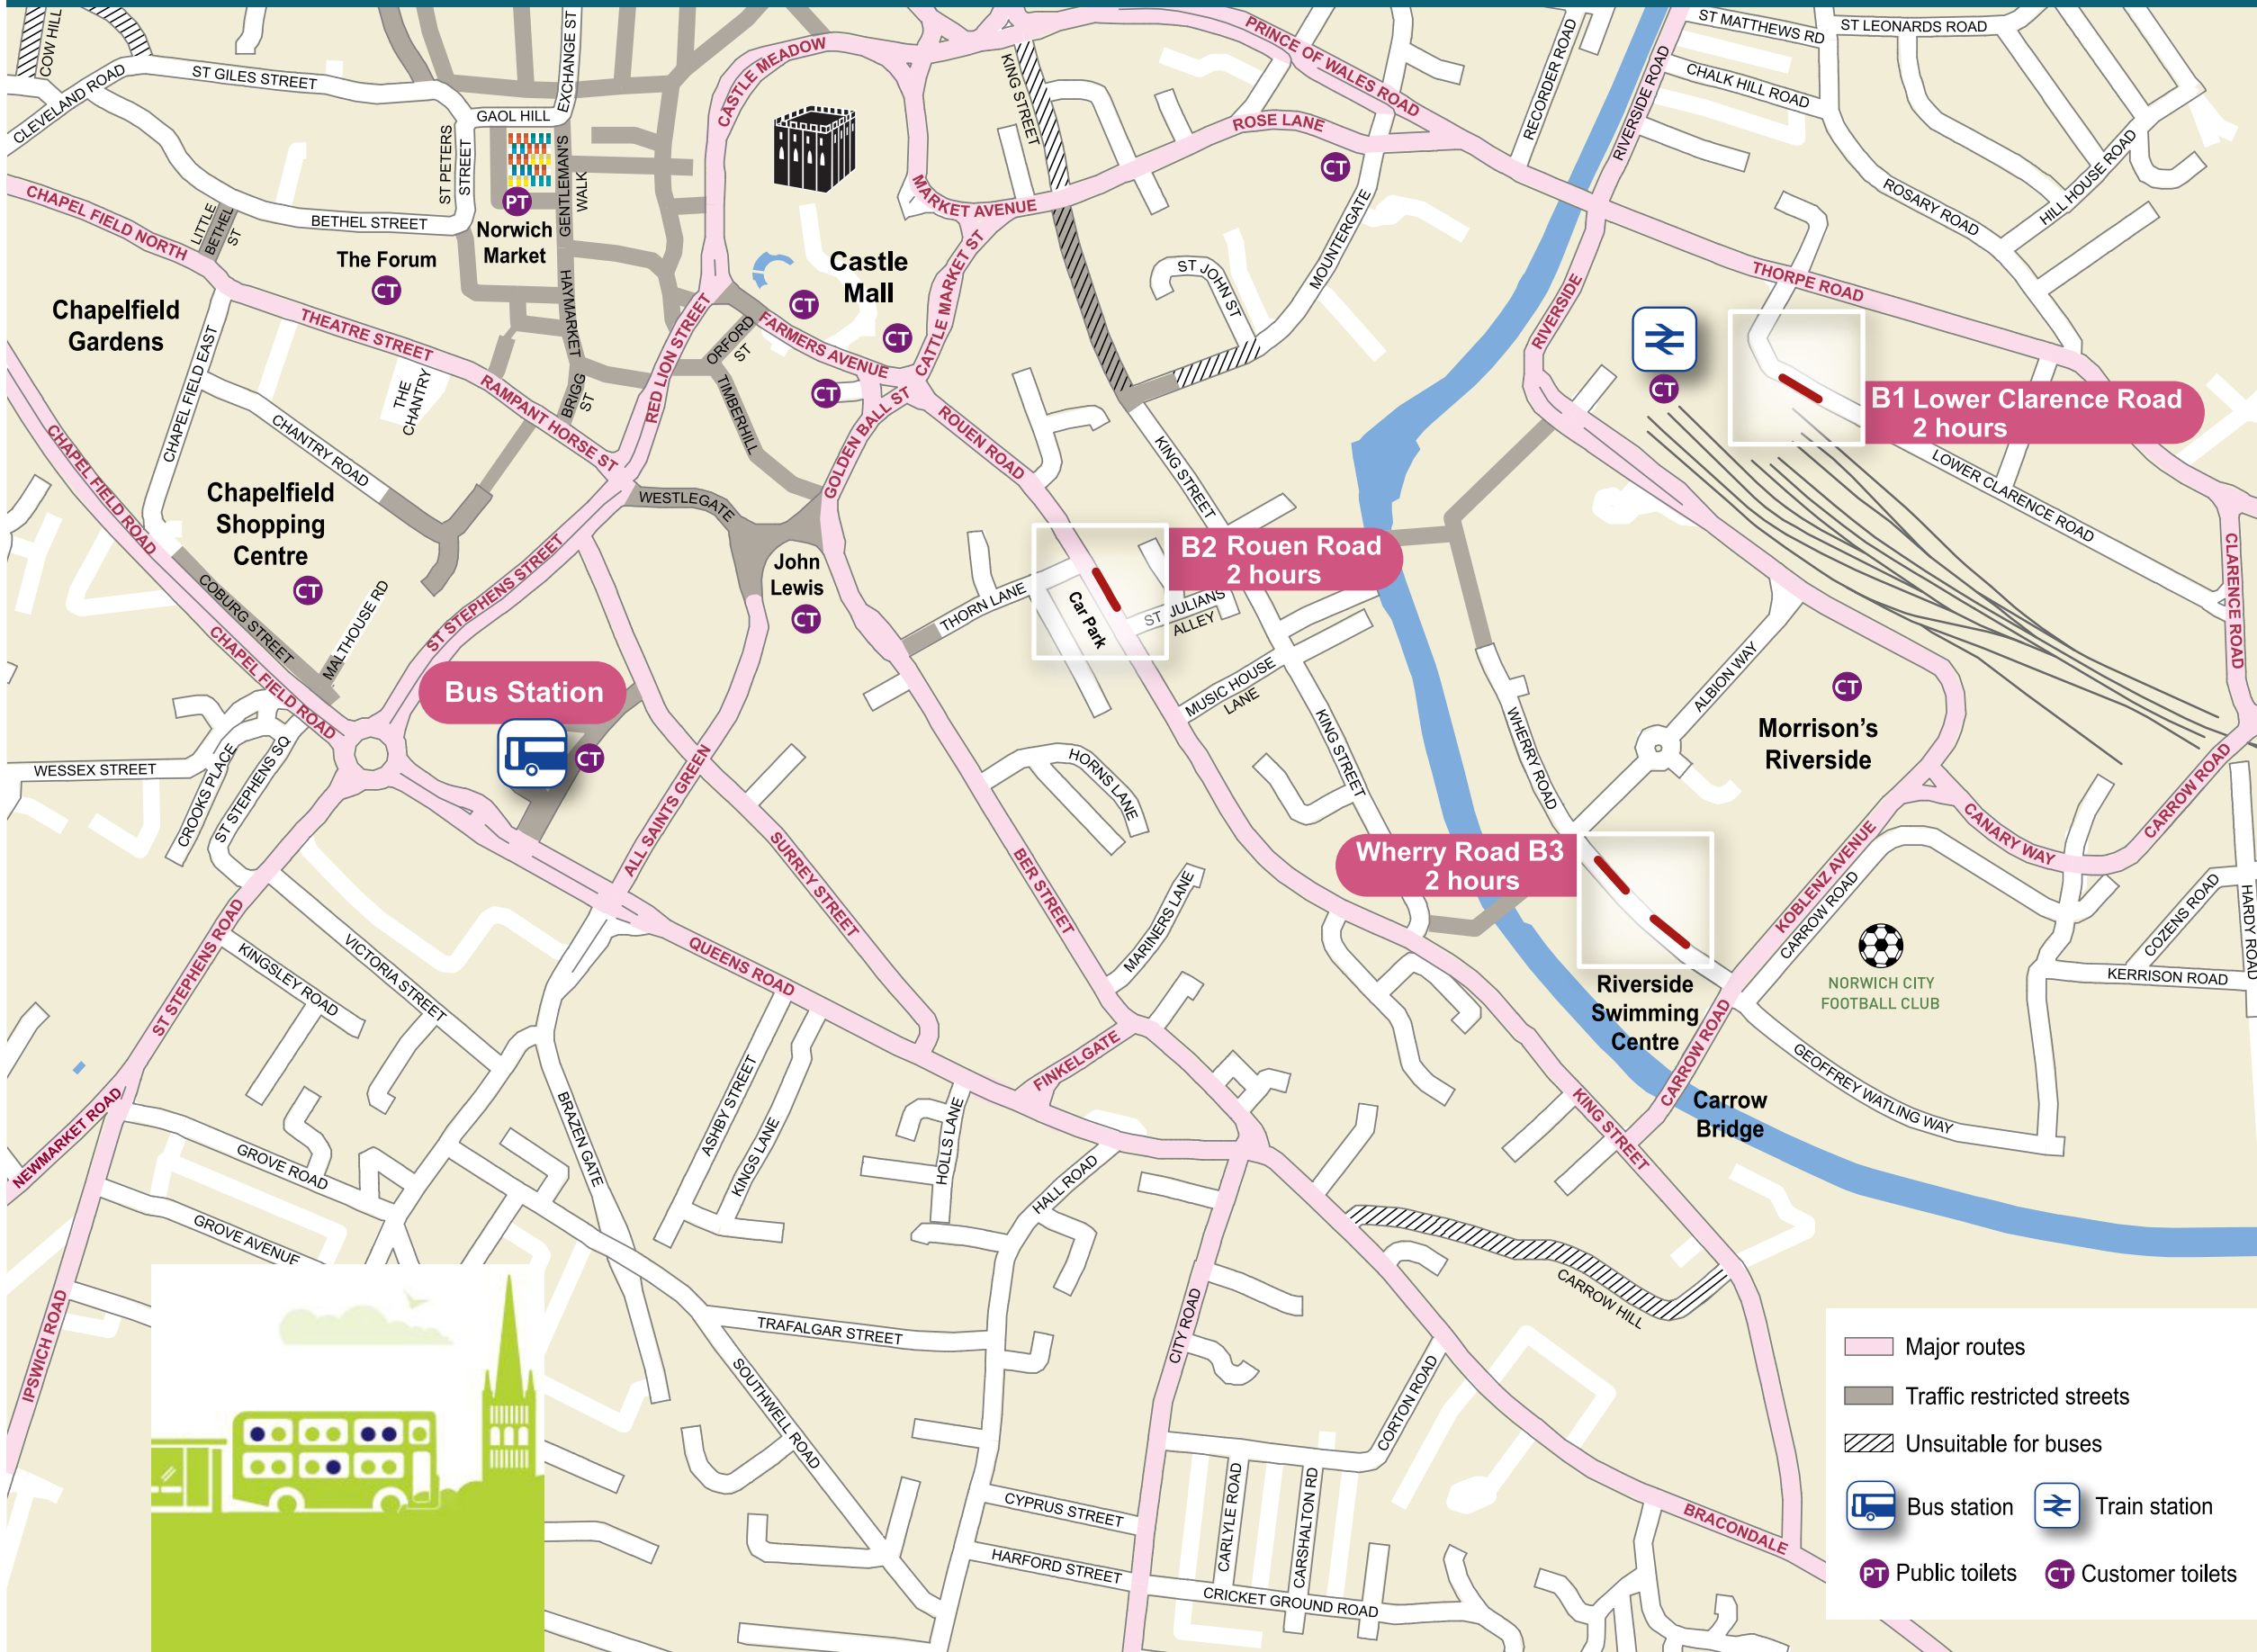 COW HILL
CLEVELAND ROAD
ST GILES STREET
EXCHANGE ST
GAOL HILL
ST PETERS
STREET
GENTLEMAN'S
WALK
PT
Norwich
Market
CHAPEL FIELD NORTH
LITTLE
BETHEL
ST
BETHEL STREET
The Forum
CT
HAYMARKET
CASTLE MEADOW
KING STREET
PRINCE OF WALES ROAD
ROSE LANE
CT
RECORDER ROAD
RIVERSIDE ROAD
ST MATTHEWS RD
ST LEONARDS ROAD
CHALK HILL ROAD
ROSARY ROAD
HILL HOUSE ROAD
MARKET AVENUE
MOUNTERGATE
ST JOHN ST
CATTLE MARKET ST
Castle
Mall
CT
CT
CT
FARMERS AVENUE
ORFORD
ST
RED LION STREET
TIMBERHILL
GOLDEN BALL ST
ROUEN ROAD
RIVERSIDE
THORPE ROAD
CT
B1 Lower Clarence Road
2 hours
LOWER CLARENCE ROAD
CLARENCE ROAD
Chapelfield
Gardens
THEATRE STREET
CHAPEL FIELD EAST
THE
CHANTRY
RAMPANT HORSE ST
BRIGG
ST
CHANTRY ROAD
CHAPEL FIELD ROAD
Chapelfield
Shopping
Centre
CT
COBURG STREET
MALTHOUSE RD
CHAPEL FIELD ROAD
ST STEPHENS STREET
WESTLEGATE
John
Lewis
CT
KING STREET
B2 Rouen Road
2 hours
THORN LANE
Car Park
ST JULIANS
ALLEY
MUSIC HOUSE
LANE
KING STREET
Bus Station
CT
WESSEX STREET
CROOKS PLACE
ST STEPHENS SQ
ALL SAINTS GREEN
SURREY STREET
HORNS LANE
BER STREET
MARINERS LANE
WHERRY ROAD
ALBION WAY
CT
Morrison's
Riverside
Wherry Road B3
2 hours
CANARY WAY
CARROW ROAD
KOBLENZ AVENUE
CARROW ROAD
NORWICH CITY
FOOTBALL CLUB
COZENS ROAD
HARDY ROAD
KERRISON ROAD
Riverside
Swimming
Centre
CARROW ROAD
GEOFFREY WATLING WAY
Carrow
Bridge
KING STREET
ST STEPHENS ROAD
KINGSLEY ROAD
VICTORIA STREET
QUEENS ROAD
FINKELGATE
NEWMARKET ROAD
GROVE ROAD
GROVE AVENUE
BRAZEN GATE
ASHBY STREET
KINGS LANE
HOLLS LANE
HALL ROAD
IPSWICH ROAD
TRAFALGAR STREET
SOUTHWELL ROAD
CITY ROAD
CARROW HILL
CORTON ROAD
CYPRUS STREET
HARFORD STREET
CARLYLE ROAD
CARSHALTON RD
CRICKET GROUND ROAD
BRACONDALE
Major routes
Traffic restricted streets
Unsuitable for buses
Bus station
Train station
PT Public toilets
CT Customer toilets